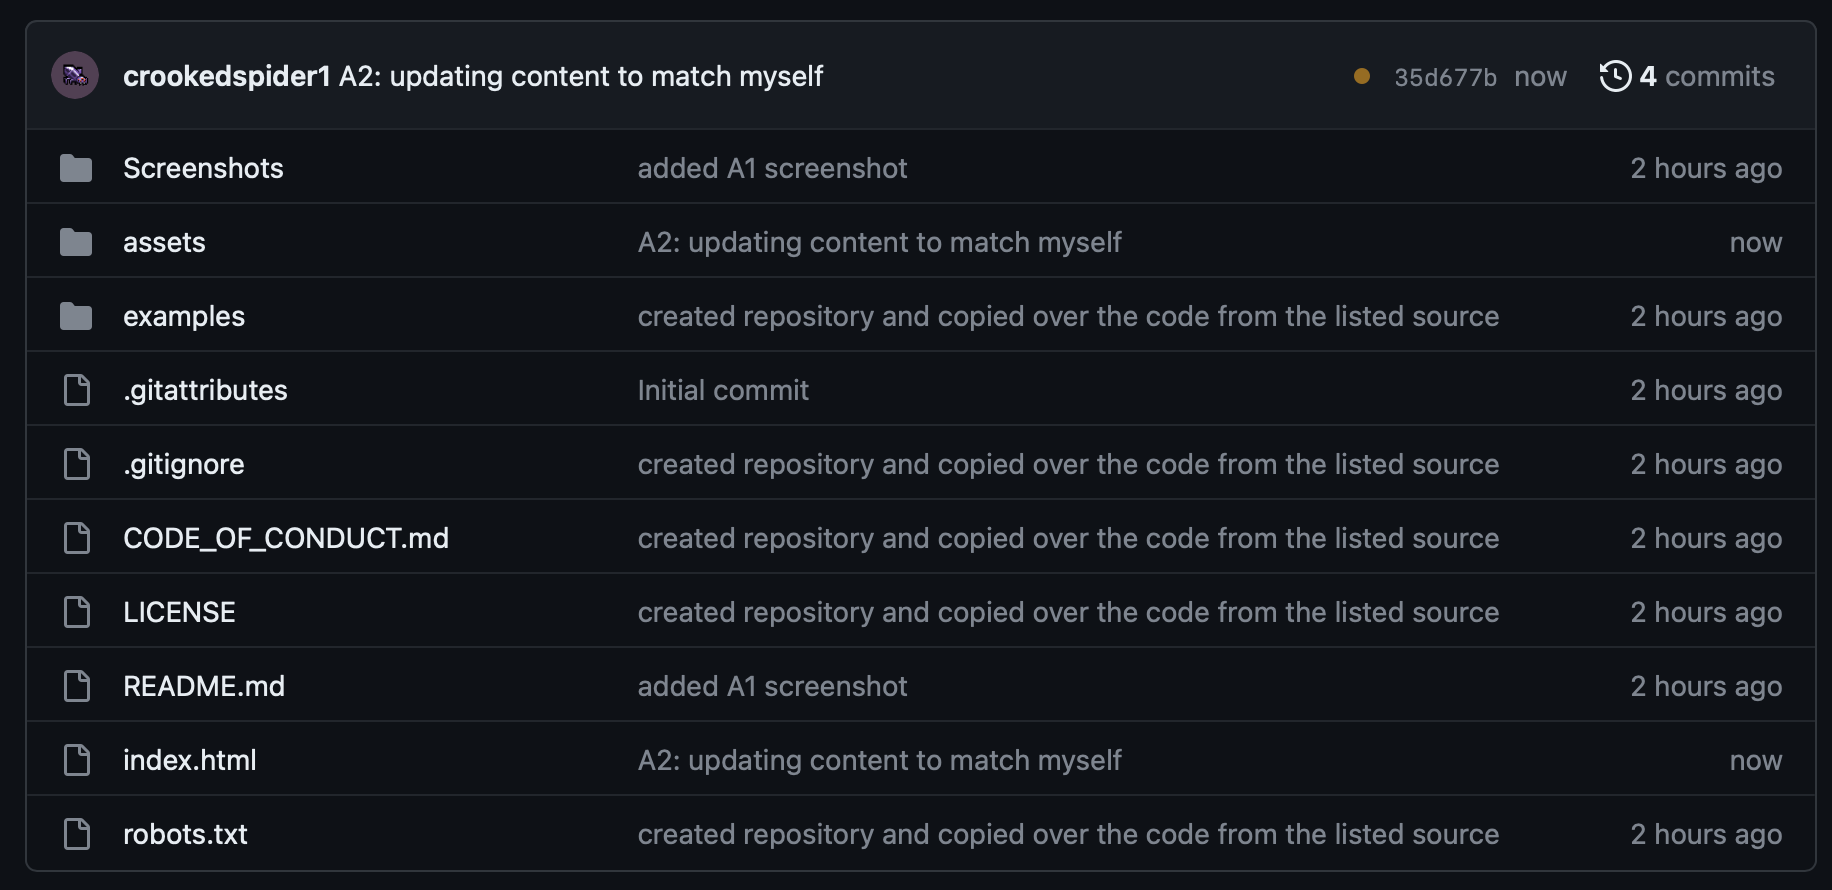 crookedspider1 A2: updating content to match myself 35d677b now 4 commits
Screenshots added A1 screenshot 2 hours ago
assets A2: updating content to match myself now
examples created repository and copied over the code from the listed source 2 hours ago
.gitattributes Initial commit 2 hours ago
.gitignore created repository and copied over the code from the listed source 2 hours ago
CODE_OF_CONDUCT.md created repository and copied over the code from the listed source 2 hours ago
LICENSE created repository and copied over the code from the listed source 2 hours ago
README.md added A1 screenshot 2 hours ago
index.html A2: updating content to match myself now
robots.txt created repository and copied over the code from the listed source 2 hours ago